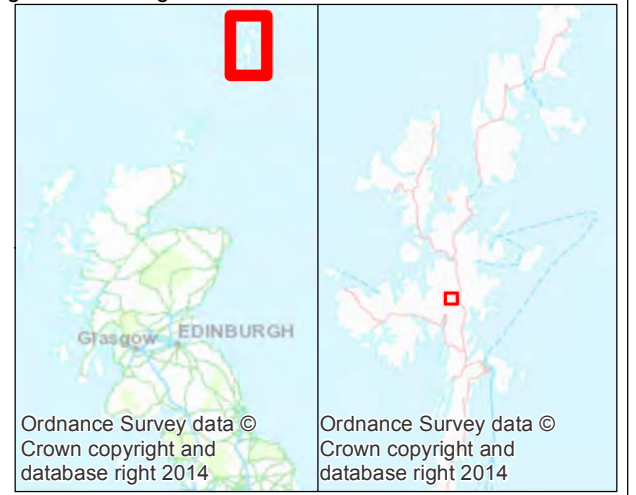 Glasgow
EDINBURGH
Ordnance Survey data ©
Crown copyright and
database right 2014
Ordnance Survey data ©
Crown copyright and
database right 2014